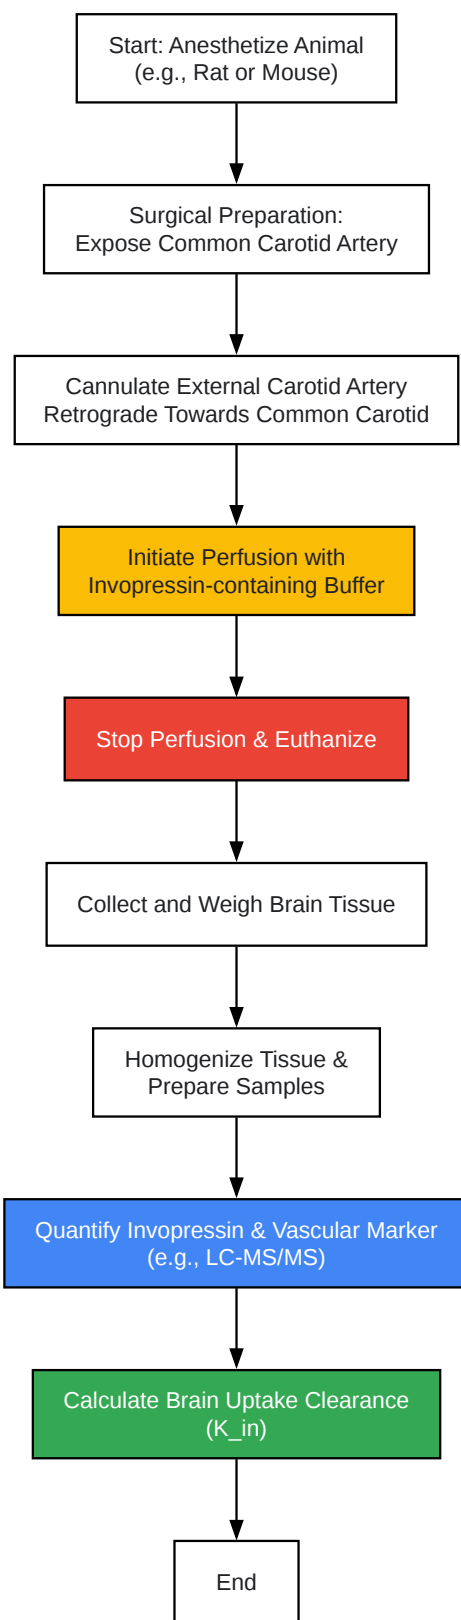 Start: Anesthetize Animal
(e.g., Rat or Mouse)
Surgical Preparation:
Expose Common Carotid Artery
Cannulate External Carotid Artery
Retrograde Towards Common Carotid
Initiate Perfusion with
Invopressin-containing Buffer
Stop Perfusion & Euthanize
Collect and Weigh Brain Tissue
Homogenize Tissue &
Prepare Samples
Quantify Invopressin & Vascular Marker
(e.g., LC-MS/MS)
Calculate Brain Uptake Clearance
(K_in)
End